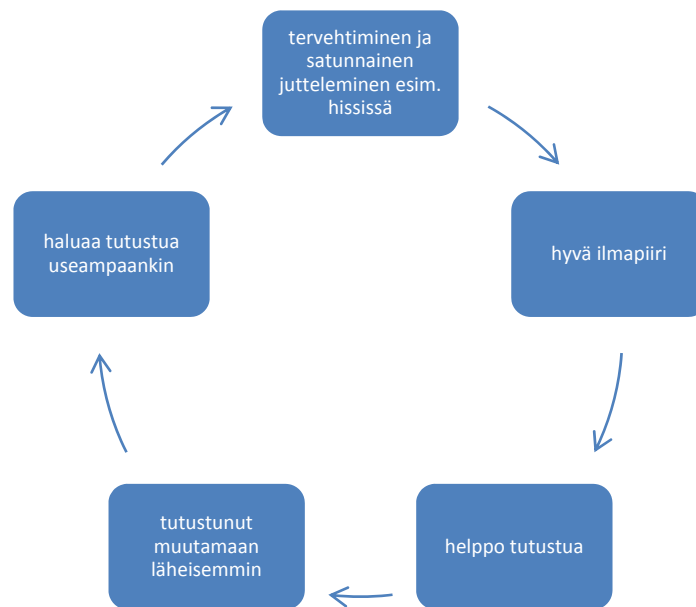 tervehtiminen ja
satunnainen
jutteleminen esim.
hississä
hyvä ilmapiiri
helppo tutustua
tutustunut
muutamaan
läheisemmin
haluaa tutustua
useampaankin